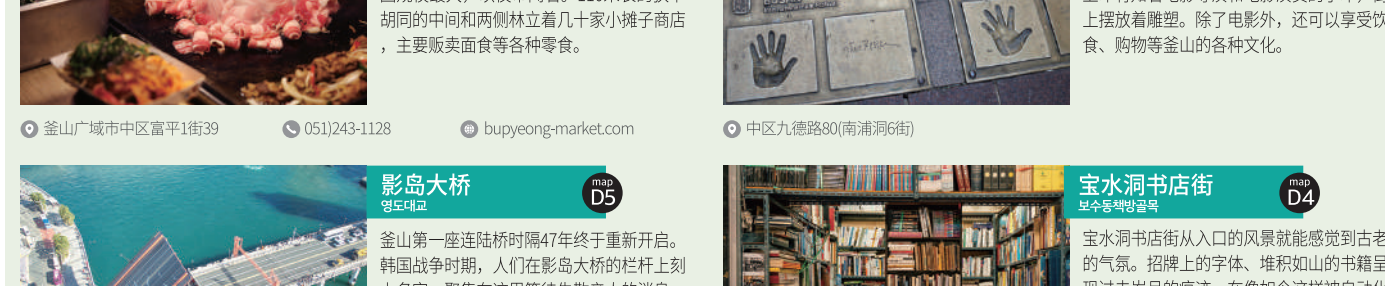 胡同的中间和两侧林立着几十家小摊子商店
，主要贩卖面食等各种零食。
上摆放着雕塑。除了电影外，还可以享受饮
食、购物等釜山的各种文化。
釜山广域市中区富平1街39
051)243-1128
bupyeong-market.com
中区九德路80(南浦洞6街)
影岛大桥
영도대교
map
D5
釜山第一座连陆桥时隔47年终于重新开启。
韩国战争时期，人们在影岛大桥的栏杆上刻
宝水洞书店街
보수동책방골목
map
D4
宝水洞书店街从入口的风景就能感觉到古老
的气氛。招牌上的字体、堆积如山的书籍呈